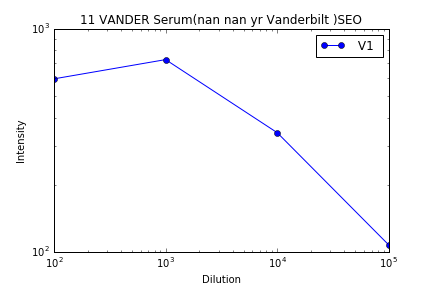 11 VANDER Serum(nan nan yr Vanderbilt )SEO
10³
V1
Intensity
10²
10² 10³ 10⁴ 10⁵
Dilution